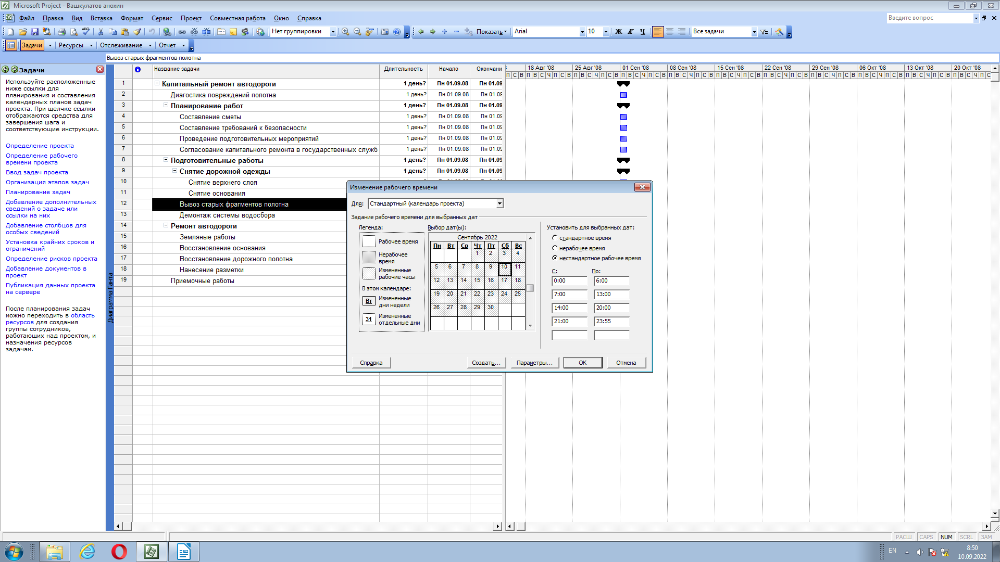 Microsoft Project - Вашкулатов анохин
Файл Правка Вид Вставка Формат Сервис Проект Совместная работа Окно Справка
Введите вопрос
Нет группировки
Показать
Arial
10
Ж К Ч
Все задачи
Задачи Ресурсы Отслеживание Отчет
Вывоз старых фрагментов полотна
Задачи
Используйте расположенные
ниже ссылки для
планирования и составления
календарных планов задач
проекта. При щелчке ссылки
отображаются средства для
завершения шага и
соответствующие инструкции.
Определение проекта
Определение рабочего
времени проекта
Ввод задач проекта
Организация этапов задач
Планирование задач
Добавление дополнительных
сведений о задаче или
ссылки на них
Добавление столбцов для
особых сведений
Установка крайних сроков и
ограничений
Определение рисков проекта
Добавление документов в
проект
Публикация данных проекта
на сервере
После планирования задач
можно переходить в область
ресурсов для создания
группы сотрудников,
работающих над проектом, и
назначения ресурсов
задачам.
Диаграмма Ганта
Название задачи Длительность Начало Окончани
1 Капитальный ремонт автодороги 1 день? Пн 01.09.08 Пн 01.09
2 Диагостика повреждений полотна 1 день? Пн 01.09.08 Пн 01.09
3 Планирование работ 1 день? Пн 01.09.08 Пн 01.09
4 Составление сметы 1 день? Пн 01.09.08 Пн 01.09
5 Составление требований к безопасности 1 день? Пн 01.09.08 Пн 01.09
6 Проведение подготовительных мероприятий 1 день? Пн 01.09.08 Пн 01.09
7 Согласование капитального ремонта в государственных служб 1 день? Пн 01.09.08 Пн 01.09
8 Подготовительные работы 1 день? Пн 01.09.08 Пн 01.09
9 Снятие дорожной одежды 1 день? Пн 01.09.08 Пн 01.09
10 Снятие верхнего слоя
11 Снятие основания
12 Вывоз старых фрагментов полотна
13 Демонтаж системы водосбора
14 Ремонт автодороги
15 Земляные работы
16 Восстановление основания
17 Восстановление дорожного полотна
18 Нанесение разметки
19 Приемочные работы
18 Авг '08 25 Авг '08 01 Сен '08 08 Сен '08 15 Сен '08 22 Сен '08 29 Сен '08 06 Окт '08 13 Окт '08 20 Окт '08
П С В П В С Ч П С В П В С Ч П С В П В С Ч П С В П В С Ч П С В П В С Ч П С В П В С Ч П С В П В С Ч П С В П В С Ч П С В П В С Ч П С В П В С Ч П С
Изменение рабочего времени
Для: Стандартный (календарь проекта)
Задание рабочего времени для выбранных дат
Легенда:
Рабочее время
Нерабочее
время
Измененные
рабочие часы
В этом календаре:
Вт Измененные
дни недели
31 Измененные
отдельные дни
Выбор дат(ы):
Сентябрь 2022
Пн Вт Ср Чт Пт Сб Вс
1 2 3 4
5 6 7 8 9 10 11
12 13 14 15 16 17 18
19 20 21 22 23 24 25
26 27 28 29 30
Установить для выбранных дат:
стандартное время
нерабочее время
нестандартное рабочее время
С: По:
0:00 6:00
7:00 13:00
14:00 20:00
21:00 23:55
Справка Создать... Параметры... ОК Отмена
РАСШ CAPS NUM SCRL ЗАМ
EN
8:50
10.09.2022